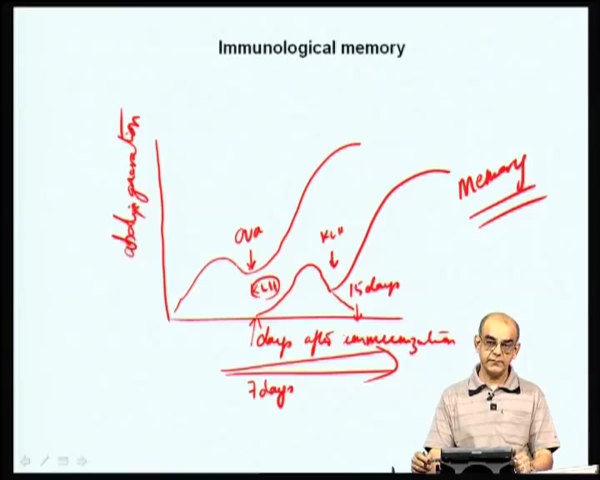 Immunological memory
antibody generation
Memory
ova
KLH
KLH
15 days
days after immunization
7 days